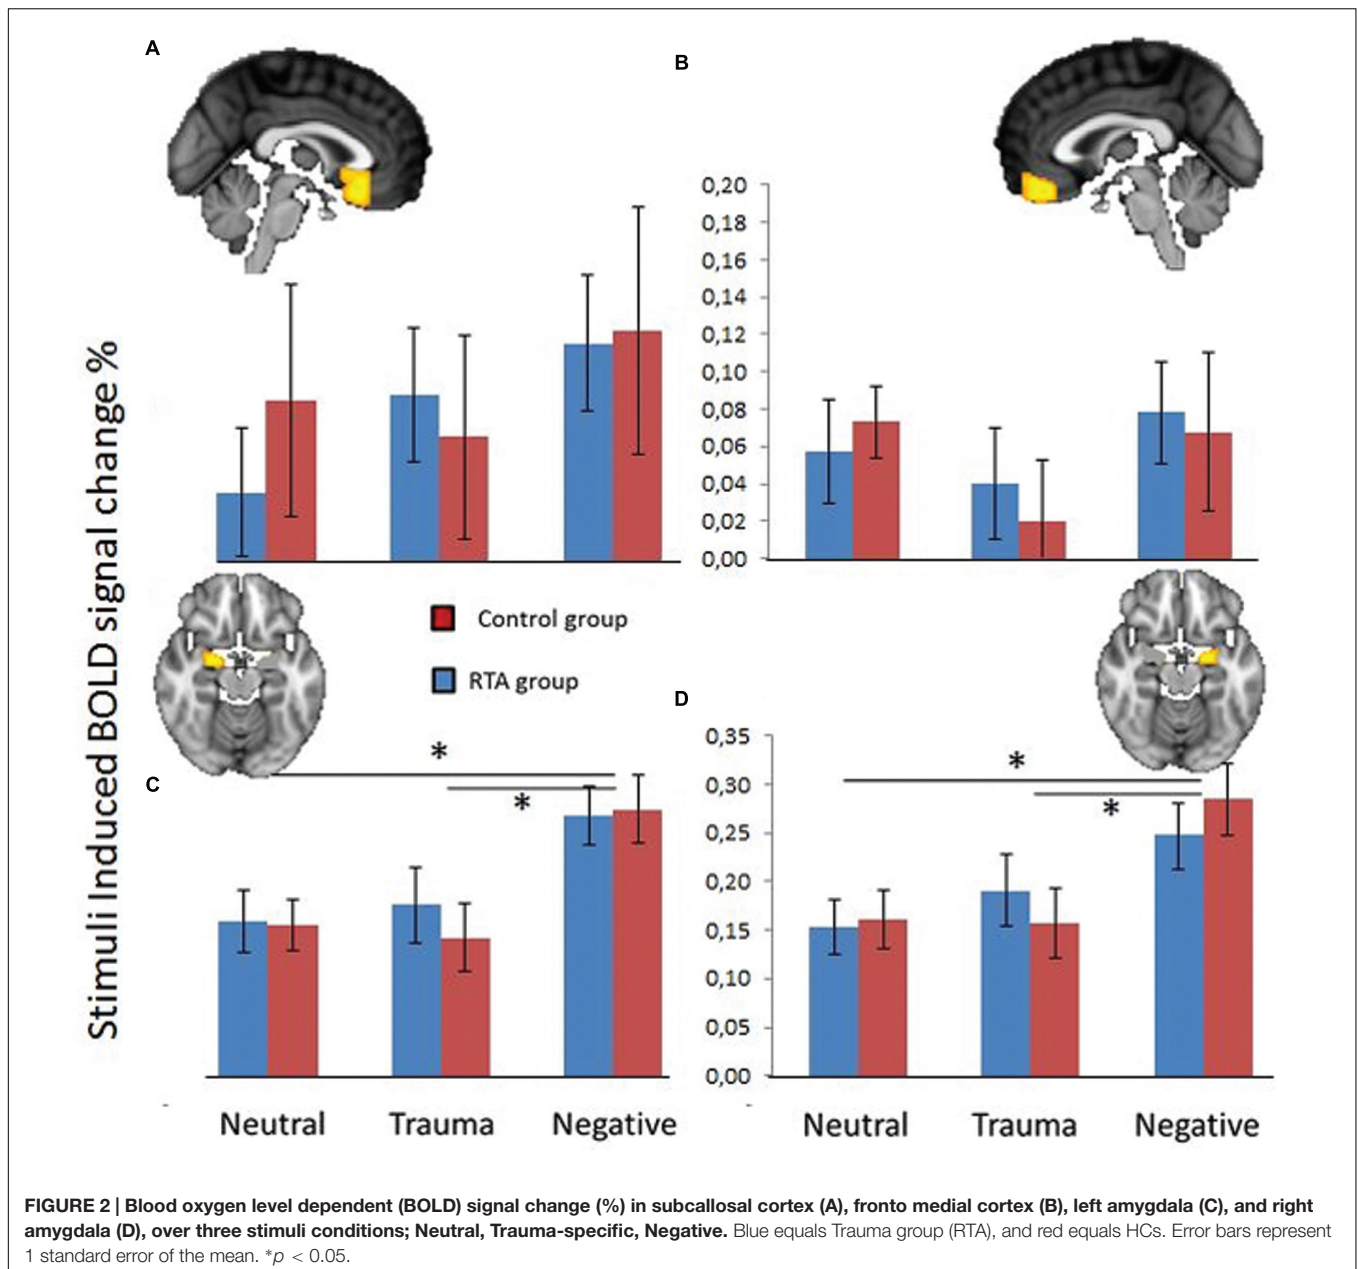 A
B
Stimuli Induced BOLD signal change %
0,20
0,18
0,16
0,14
0,12
0,10
0,08
0,06
0,04
0,02
0,00
Control group
RTA group
C
*
*
D
0,35
0,30
0,25
0,20
0,15
0,10
0,05
0,00
*
*
Neutral Trauma Negative
Neutral Trauma Negative
FIGURE 2 | Blood oxygen level dependent (BOLD) signal change (%) in subcallosal cortex (A), fronto medial cortex (B), left amygdala (C), and right
amygdala (D), over three stimuli conditions; Neutral, Trauma-specific, Negative. Blue equals Trauma group (RTA), and red equals HCs. Error bars represent
1 standard error of the mean. *p < 0.05.